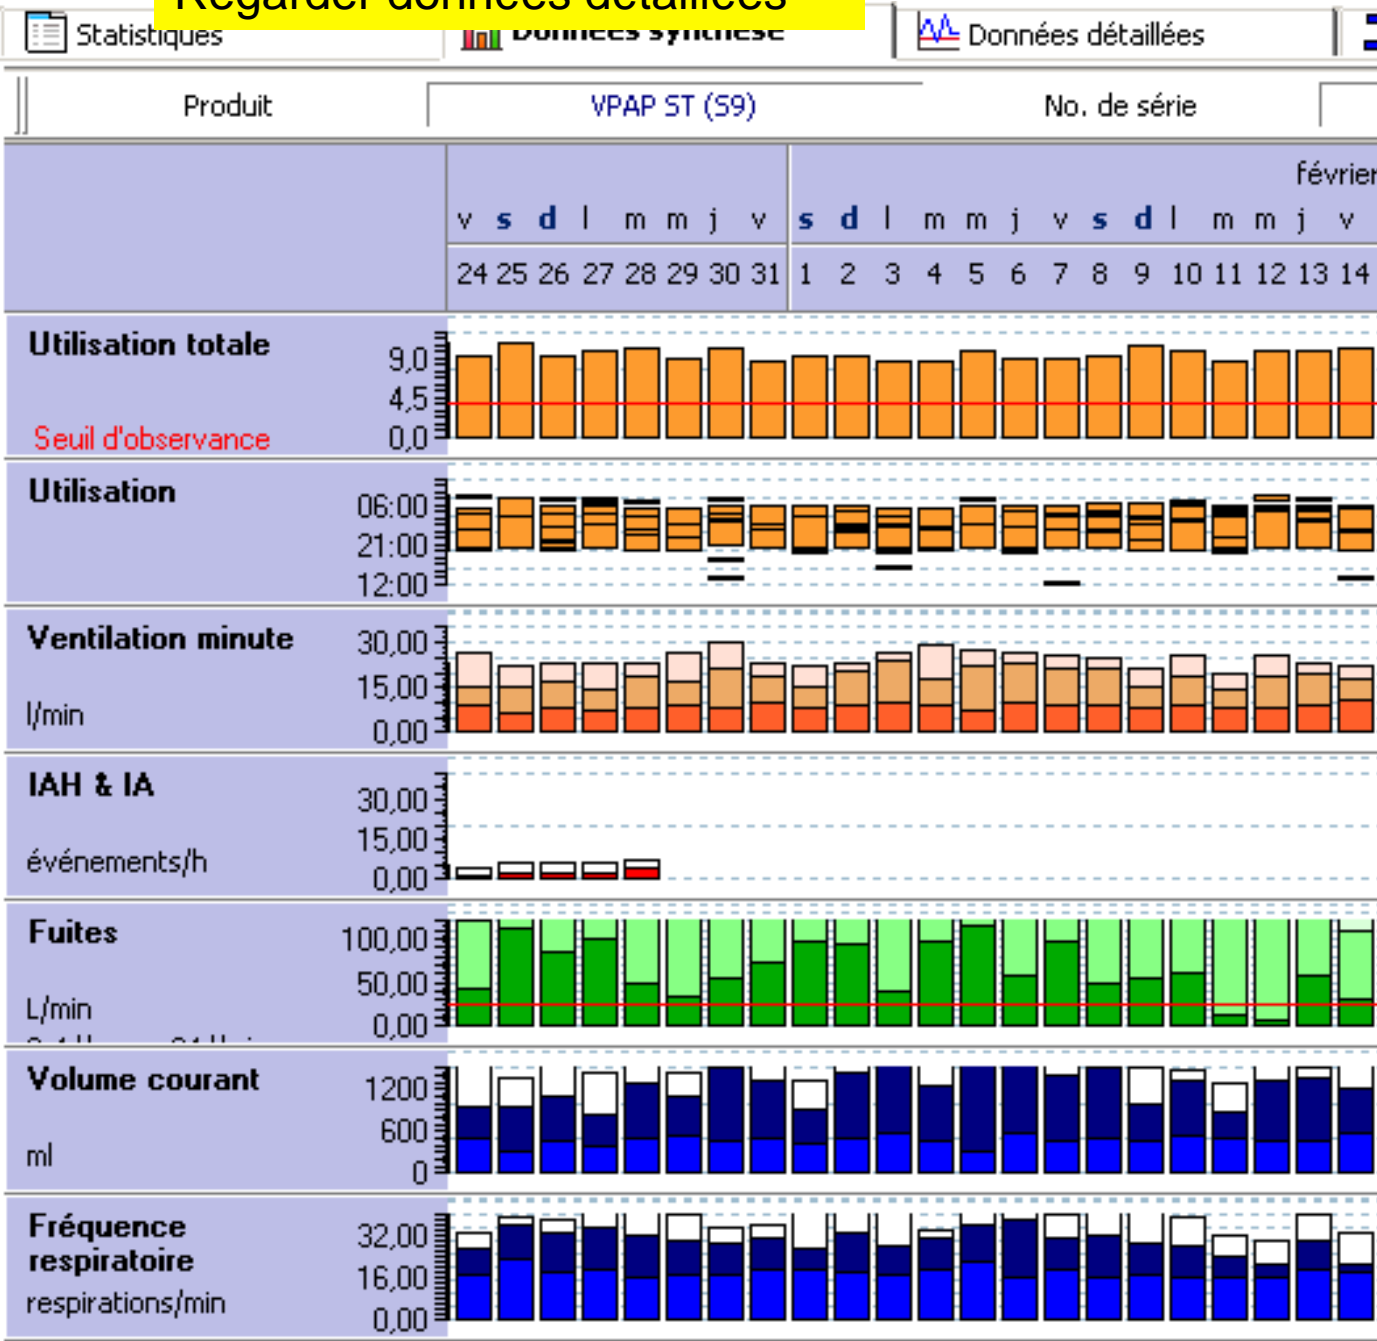 Regarder données détaillées
Statistiques Données synthèse Données détaillées
Produit VPAP ST (S9) No. de série
février
v s d l m m j v s d l m m j v s d l m m j v
24 25 26 27 28 29 30 31 1 2 3 4 5 6 7 8 9 10 11 12 13 14
Utilisation totale
9,0
4,5
Seuil d'observance 0,0
Utilisation
06:00
21:00
12:00
Ventilation minute
30,00
15,00
l/min
0,00
IAH & IA
30,00
15,00
événements/h
0,00
Fuites
100,00
50,00
L/min
0,00
Volume courant
1200
600
ml
0
Fréquence
32,00
respiratoire
16,00
respirations/min
0,00